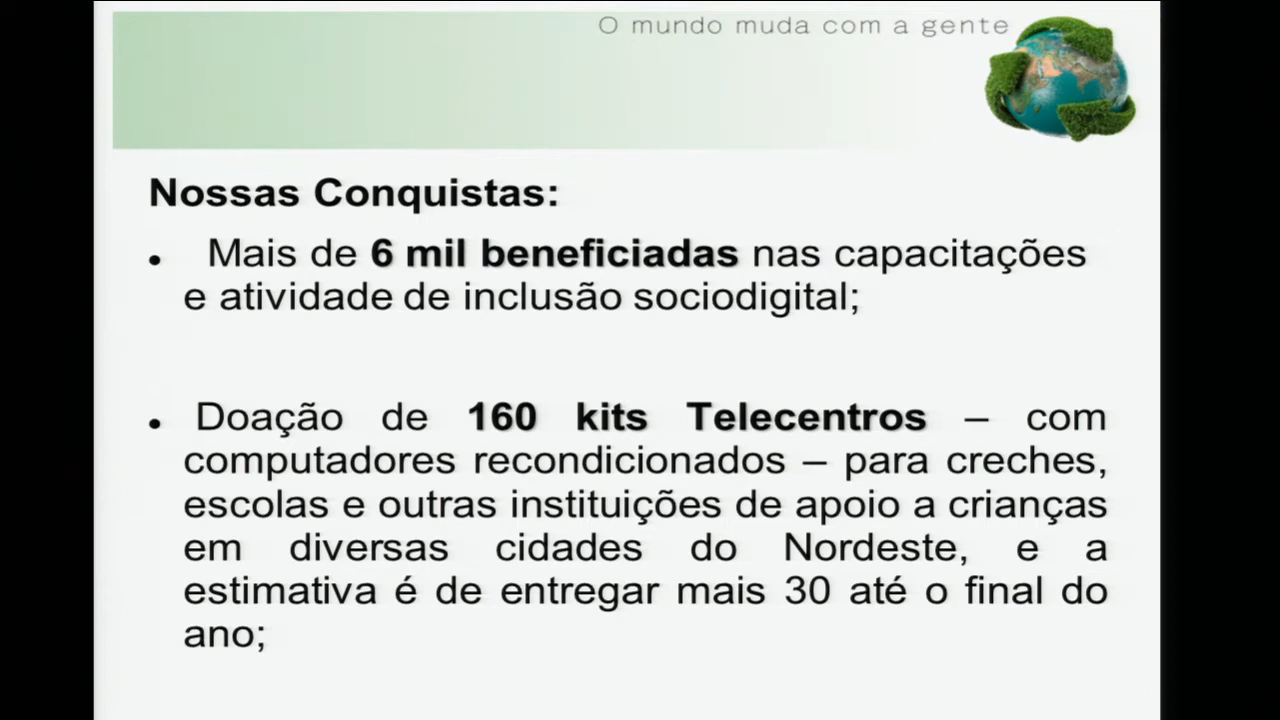 O mundo muda com a gente
Nossas Conquistas:
• Mais de 6 mil beneficiadas nas capacitações
e atividade de inclusão sociodigital;
• Doação de 160 kits Telecentros – com
computadores recondicionados – para creches,
escolas e outras instituições de apoio a crianças
em diversas cidades do Nordeste, e a
estimativa é de entregar mais 30 até o final do
ano;